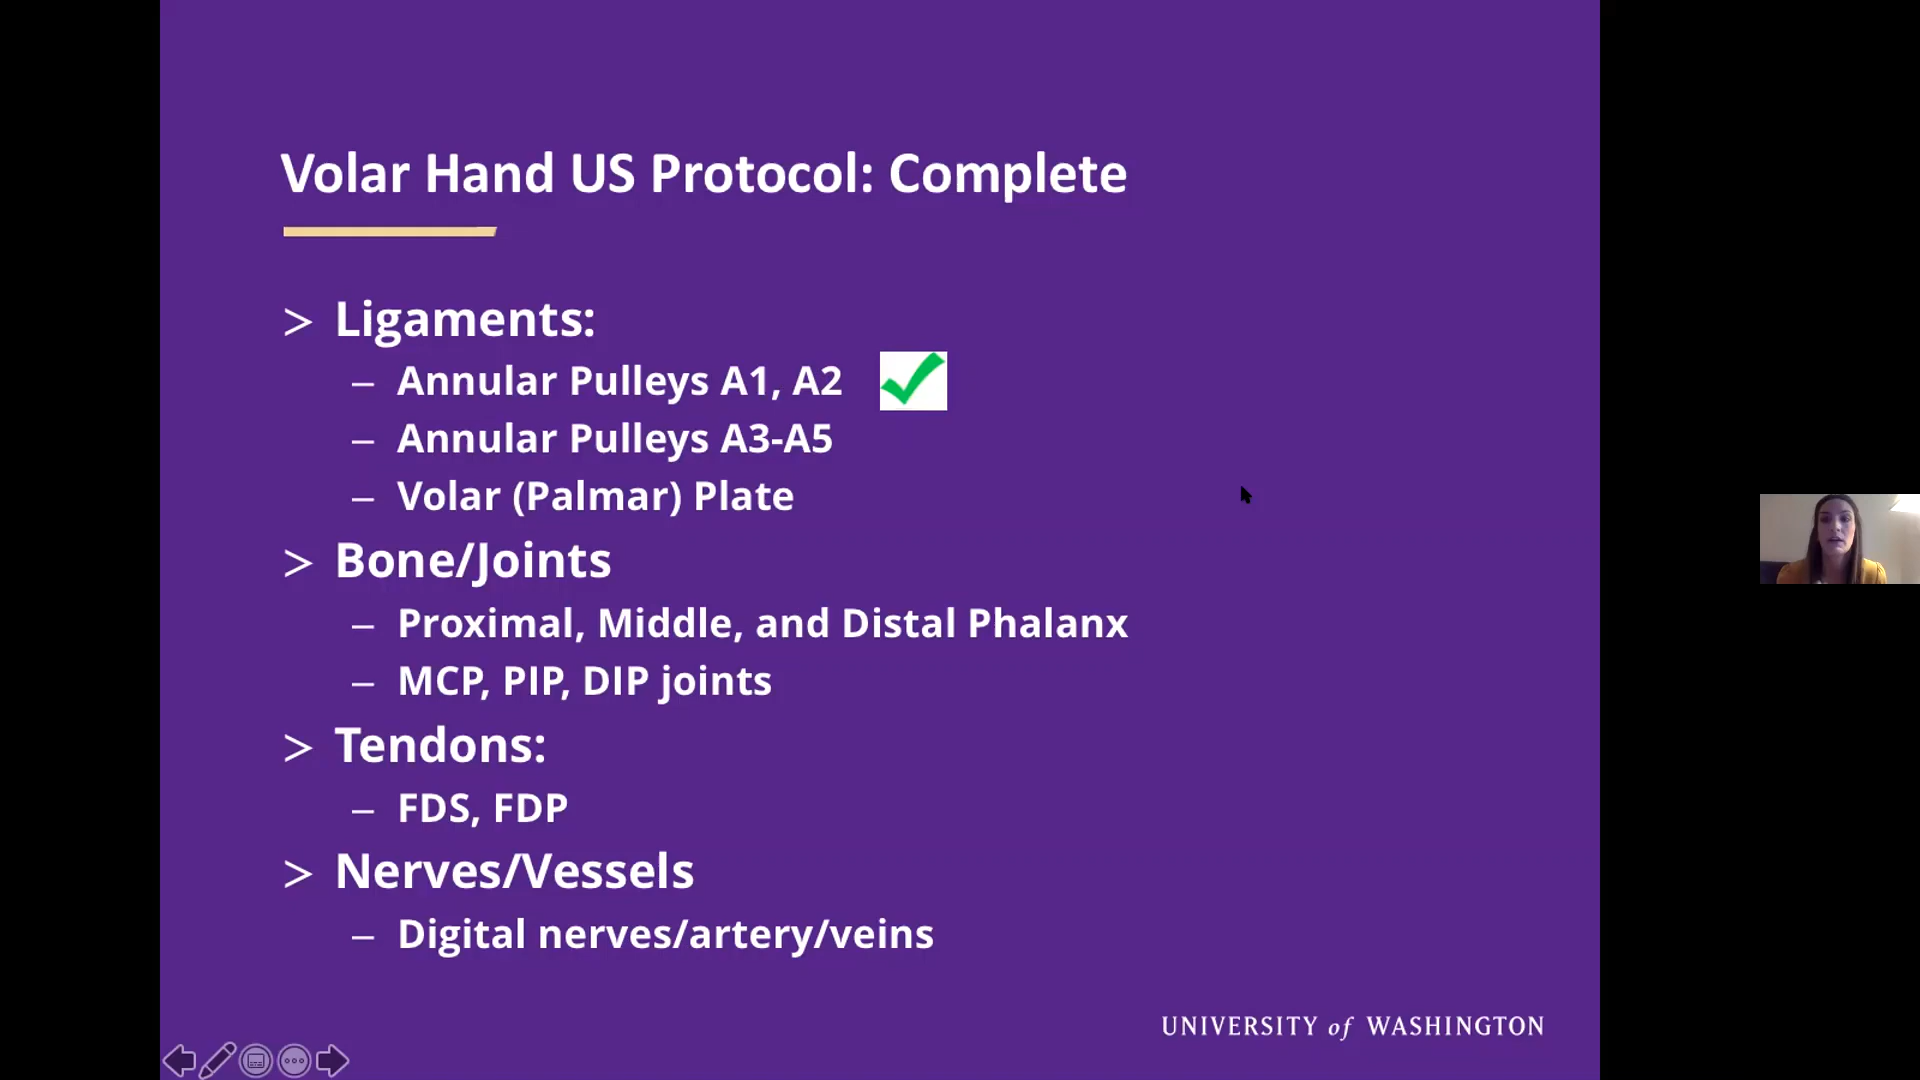 Volar Hand US Protocol: Complete
> Ligaments:
– Annular Pulleys A1, A2
– Annular Pulleys A3-A5
– Volar (Palmar) Plate
> Bone/Joints
– Proximal, Middle, and Distal Phalanx
– MCP, PIP, DIP joints
> Tendons:
– FDS, FDP
> Nerves/Vessels
– Digital nerves/artery/veins
UNIVERSITY of WASHINGTON